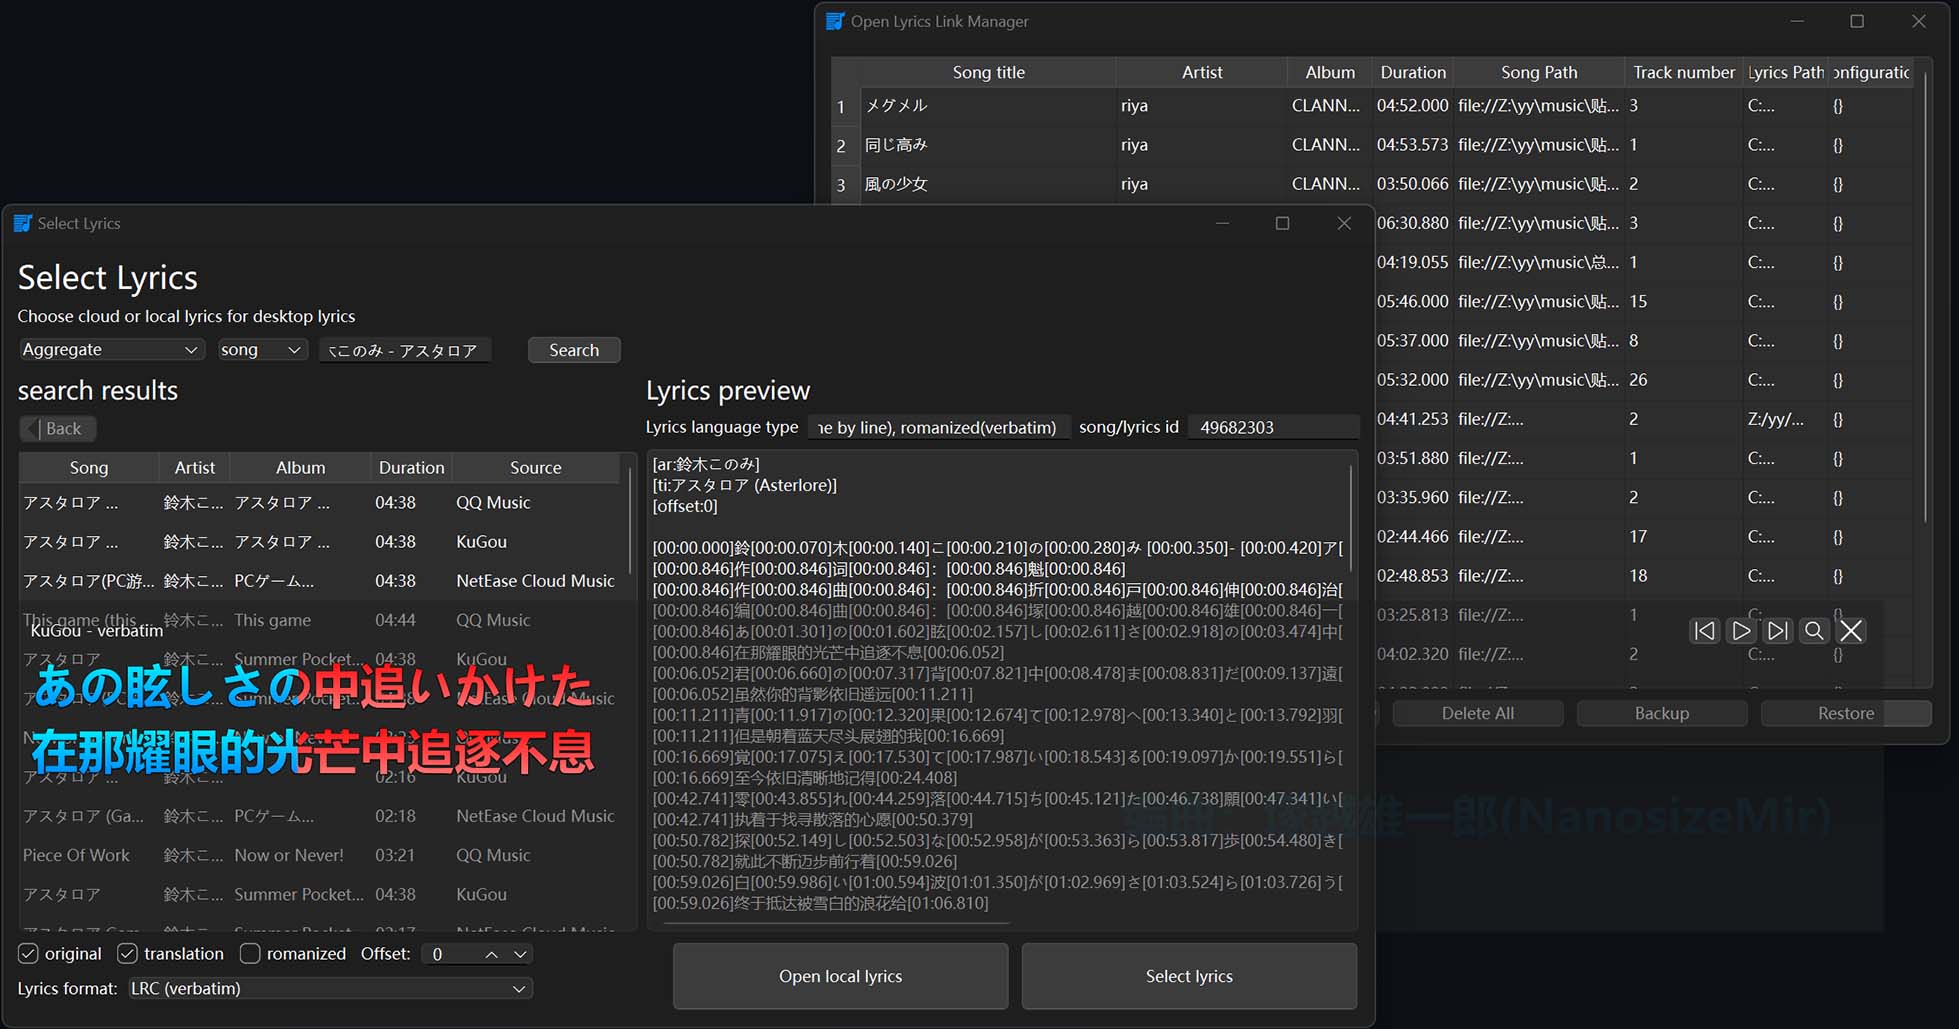 Open Lyrics Link Manager
Song title Artist Album Duration Song Path Track number Lyrics Path onfiguratic
1 メグメル riya CLANN... 04:52.000 file://Z:\yy\music\贴... 3 C:... {}
2 同じ高み riya CLANN... 04:53.573 file://Z:\yy\music\贴... 1 C:... {}
3 風の少女 riya CLANN... 03:50.066 file://Z:\yy\music\贴... 2 C:... {}
06:30.880 file://Z:\yy\music\贴... 3 C:... {}
04:19.055 file://Z:\yy\music\总... 1 C:... {}
05:46.000 file://Z:\yy\music\贴... 15 C:... {}
05:37.000 file://Z:\yy\music\贴... 8 C:... {}
05:32.000 file://Z:\yy\music\贴... 26 C:... {}
04:41.253 file://Z:... 2 Z:/yy/... {}
03:51.880 file://Z:... 1 C:... {}
03:35.960 file://Z:... 2 C:... {}
02:44.466 file://Z:... 17 C:... {}
02:48.853 file://Z:... 18 C:... {}
03:25.813 file://Z:... 1 C:... {}
04:02.320 file://Z:... 2 C:... {}
Delete All Backup Restore
Select Lyrics
Select Lyrics
Choose cloud or local lyrics for desktop lyrics
Aggregate song このみ - アスタロア Search
search results
Back
Song Artist Album Duration Source
アスタロア ... 鈴木こ... アスタロア ... 04:38 QQ Music
アスタロア ... 鈴木こ... アスタロア ... 04:38 KuGou
アスタロア(PC游... 鈴木こ... PCゲーム... 04:38 NetEase Cloud Music
This game (this ... 鈴木こ... This game 04:44 QQ Music
KuGou - verbatim
アスタロア 鈴木こ... Summer Pocket... 04:38 KuGou
あの眩しさの中追いかけた
在那耀眼的光芒中追逐不息
アスタロア ... 鈴木こ... 02:16 KuGou
アスタロア (Ga... 鈴木こ... PCゲーム... 02:18 NetEase Cloud Music
Piece Of Work 鈴木こ... Now or Never! 03:21 QQ Music
アスタロア 鈴木こ... Summer Pocket... 04:38 KuGou
Lyrics preview
Lyrics language type ne by line), romanized(verbatim) song/lyrics id 49682303
[ar:鈴木このみ]
[ti:アスタロア (Asterlore)]
[offset:0]
[00:00.000]鈴[00:00.070]木[00:00.140]こ[00:00.210]の[00:00.280]み [00:00.350]- [00:00.420]ア[
[00:00.846]作[00:00.846]词[00:00.846]：[00:00.846]魁[00:00.846]
[00:00.846]作[00:00.846]曲[00:00.846]：[00:00.846]折[00:00.846]戸[00:00.846]伸[00:00.846]治[
[00:00.846]编[00:00.846]曲[00:00.846]：[00:00.846]塚[00:00.846]越[00:00.846]雄[00:00.846]一[
[00:00.846]あ[00:01.301]の[00:01.602]眩[00:02.157]し[00:02.611]さ[00:02.918]の[00:03.474]中[
[00:00.846]在那耀眼的光芒中追逐不息[00:06.052]
[00:06.052]君[00:06.660]の[00:07.317]背[00:07.821]中[00:08.478]ま[00:08.831]だ[00:09.137]遠[
[00:06.052]虽然你的背影依旧遥远[00:11.211]
[00:11.211]青[00:11.917]の[00:12.320]果[00:12.674]て[00:12.978]へ[00:13.340]と[00:13.792]羽[
[00:11.211]但是朝着蓝天尽头展翅的我[00:16.669]
[00:16.669]覚[00:17.075]え[00:17.530]て[00:17.987]い[00:18.543]る[00:19.097]か[00:19.551]ら[
[00:16.669]至今依旧清晰地记得[00:24.408]
[00:42.741]零[00:43.855]れ[00:44.259]落[00:44.715]ち[00:45.121]た[00:46.738]願[00:47.341]い[
[00:42.741]执着于找寻散落的心愿[00:50.379]
[00:50.782]探[00:52.149]し[00:52.503]な[00:52.958]が[00:53.363]ら[00:53.817]歩[00:54.480]き[
[00:50.782]就此不断迈步前行着[00:59.026]
[00:59.026]白[00:59.986]い[01:00.594]波[01:01.350]が[01:02.969]さ[01:03.524]ら[01:03.726]う[
[00:59.026]终于抵达被雪白的浪花给[01:06.810]
编曲：塚越雄一郎(NanosizeMir)
original translation romanized Offset: 0
Lyrics format: LRC (verbatim)
Open local lyrics Select lyrics